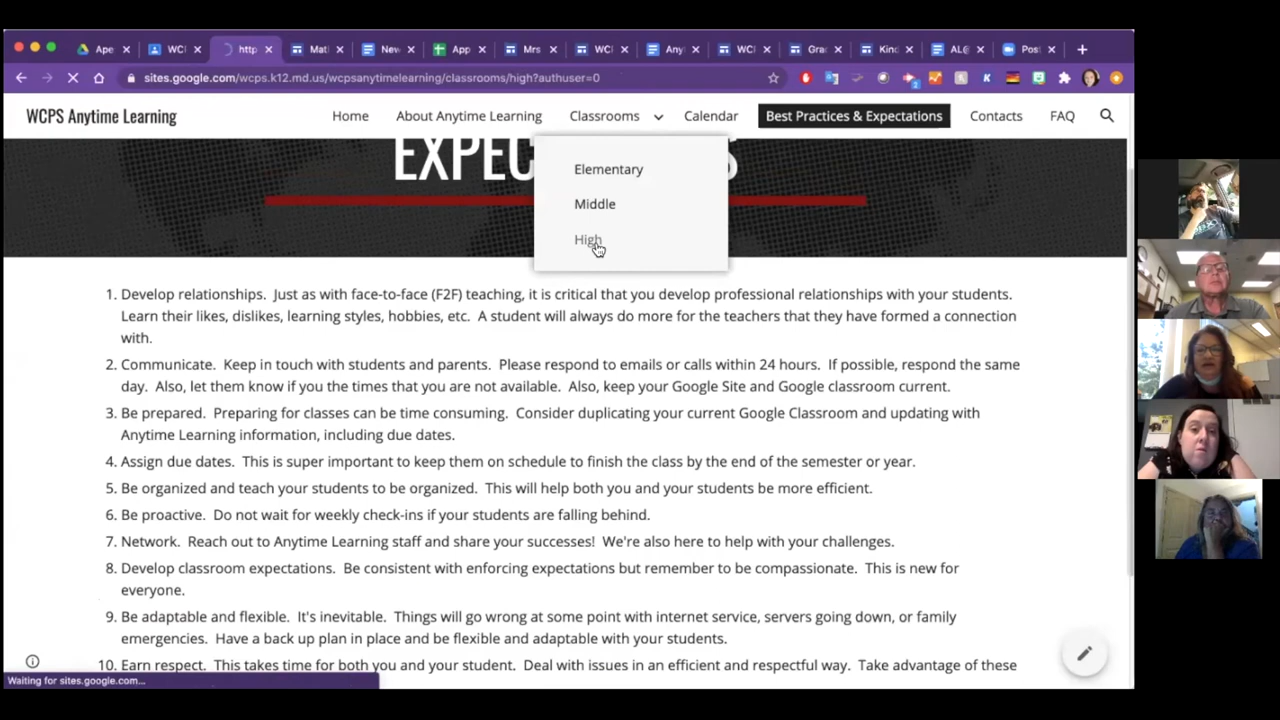 Ape
WCI
http
Matl
New
App
Mrs
WCI
Any
WCI
Grac
Kind
AL@
Post
sites.google.com/wcps.k12.md.us/wcpsanytimelearning/classrooms/high?authuser=0
WCPS Anytime Learning
Home
About Anytime Learning
Classrooms
Calendar
Best Practices & Expectations
Contacts
FAQ
Elementary
Middle
High
1. Develop relationships. Just as with face-to-face (F2F) teaching, it is critical that you develop professional relationships with your students.
Learn their likes, dislikes, learning styles, hobbies, etc. A student will always do more for the teachers that they have formed a connection
with.
2. Communicate. Keep in touch with students and parents. Please respond to emails or calls within 24 hours. If possible, respond the same
day. Also, let them know if you the times that you are not available. Also, keep your Google Site and Google classroom current.
3. Be prepared. Preparing for classes can be time consuming. Consider duplicating your current Google Classroom and updating with
Anytime Learning information, including due dates.
4. Assign due dates. This is super important to keep them on schedule to finish the class by the end of the semester or year.
5. Be organized and teach your students to be organized. This will help both you and your students be more efficient.
6. Be proactive. Do not wait for weekly check-ins if your students are falling behind.
7. Network. Reach out to Anytime Learning staff and share your successes! We're also here to help with your challenges.
8. Develop classroom expectations. Be consistent with enforcing expectations but remember to be compassionate. This is new for
everyone.
9. Be adaptable and flexible. It's inevitable. Things will go wrong at some point with internet service, servers going down, or family
emergencies. Have a back up plan in place and be flexible and adaptable with your students.
10. Earn respect. This takes time for both you and your student. Deal with issues in an efficient and respectful way. Take advantage of these
Waiting for sites.google.com...